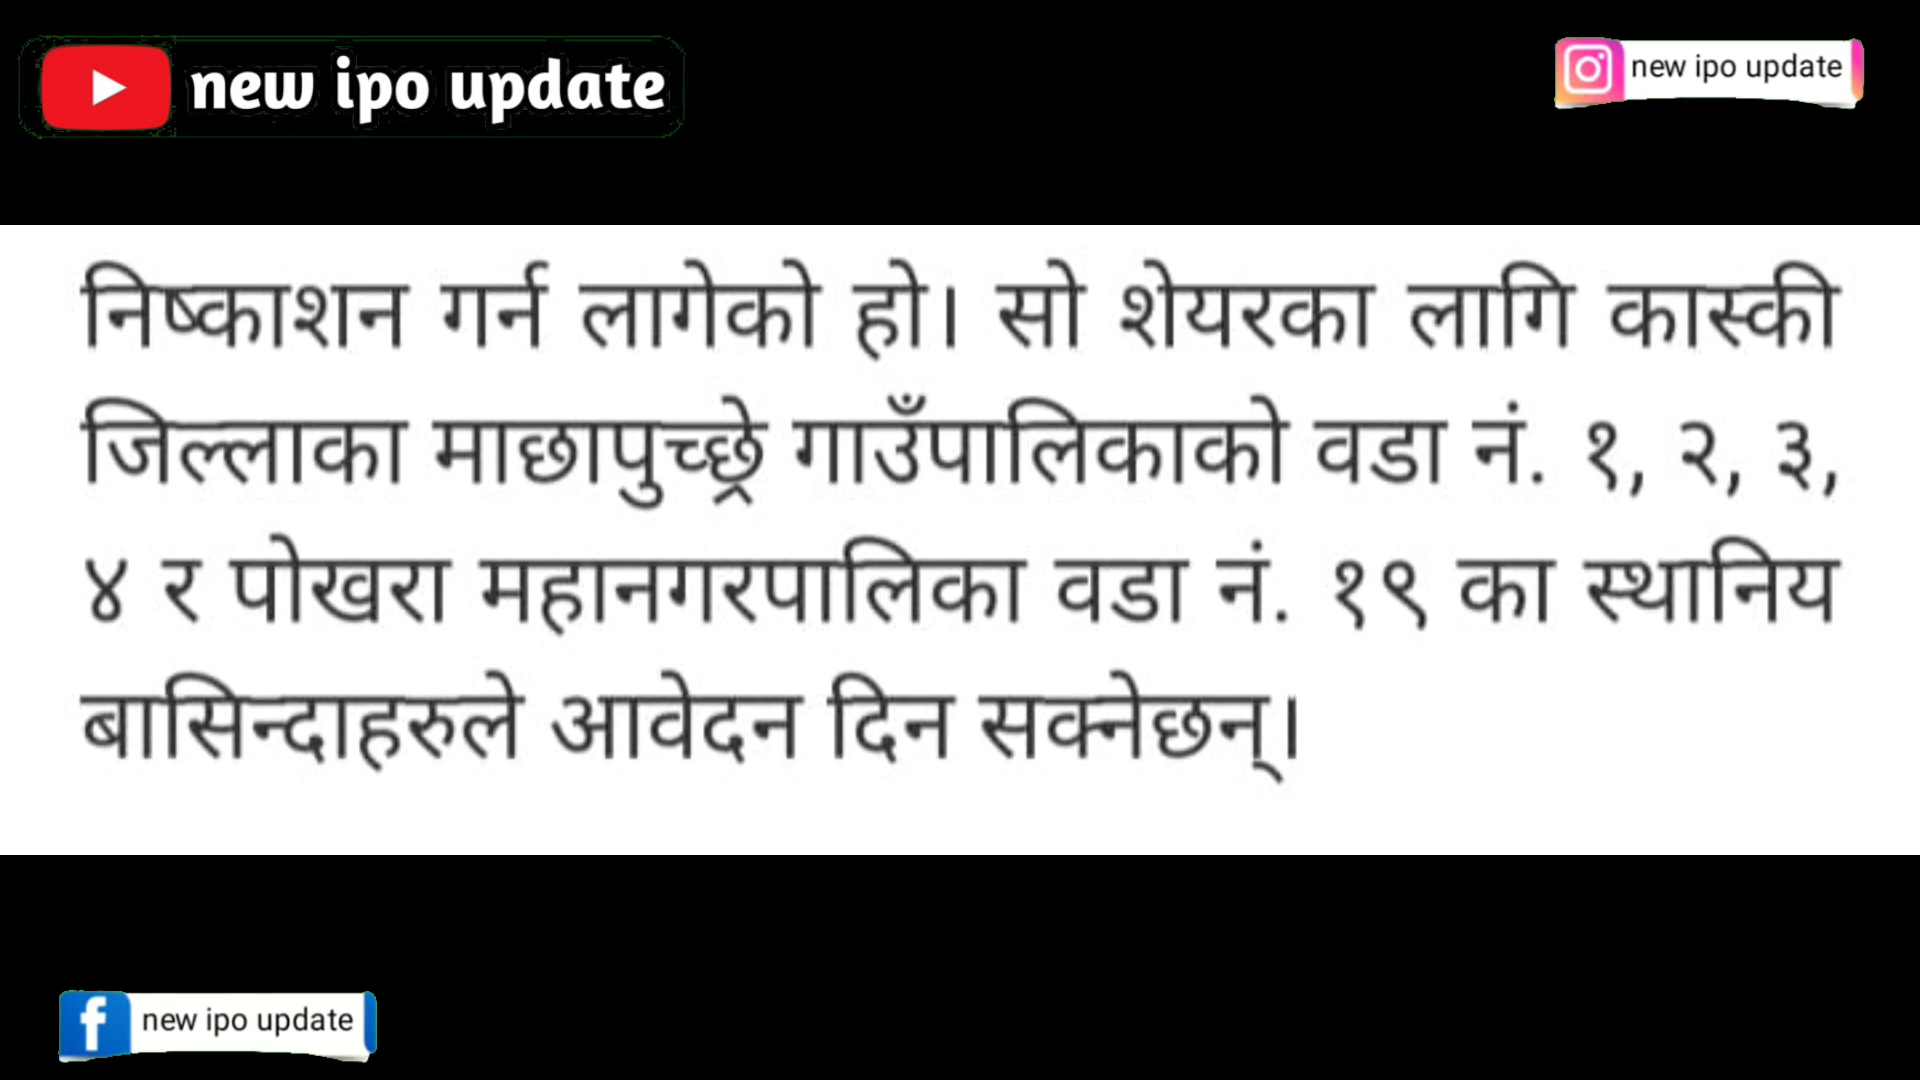 new ipo update
new ipo update
निष्काशन गर्न लागेको हो। सो शेयरका लागि कास्की
जिल्लाका माछापुच्छ्रे गाउँपालिकाको वडा नं. १, २, ३,
४ र पोखरा महानगरपालिका वडा नं. १९ का स्थानिय
बासिन्दाहरुले आवेदन दिन सक्नेछन्।
new ipo update